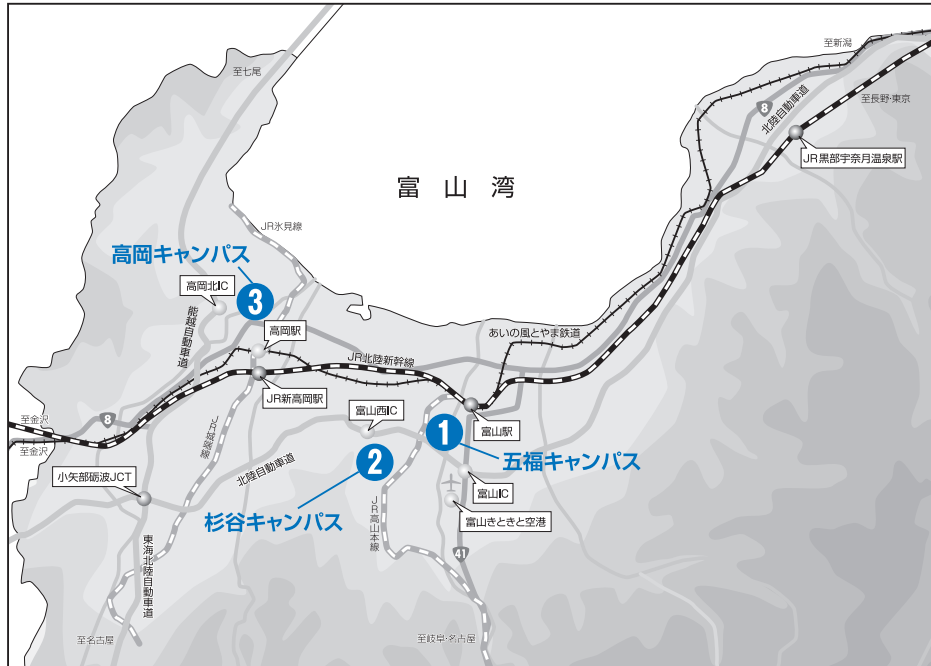 至新潟
至七尾
北陸自動車道
8
至長野・東京
JR黒部宇奈月温泉駅
富山湾
JR氷見線
高岡キャンパス
高岡北IC
3
能越自動車道
高岡駅
あいの風とやま鉄道
JR北陸新幹線
JR新高岡駅
8
至金沢
至金沢
JR城端線
富山西IC
富山駅
1
五福キャンパス
2
小矢部砺波JCT
北陸自動車道
富山IC
杉谷キャンパス
JR高山本線
富山きときと空港
東海北陸自動車道
41
至名古屋
至岐阜・名古屋